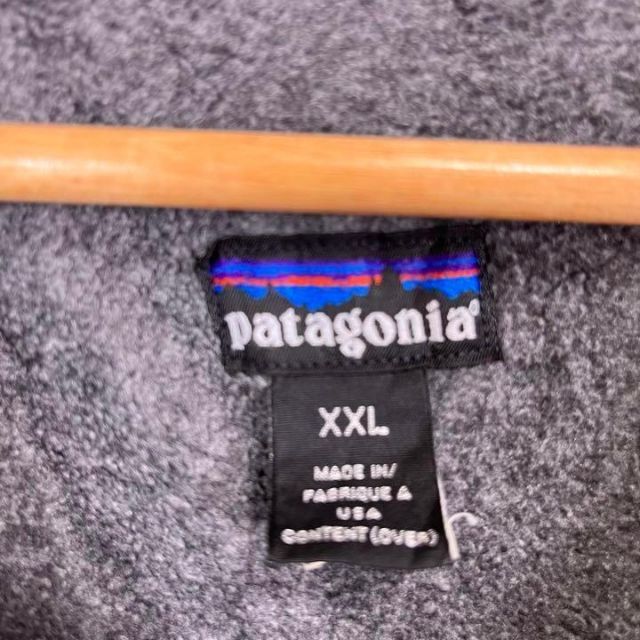 patagonia®
XXL
MADE IN/
FABRIQUE A
USA
CONTENT (OVER)